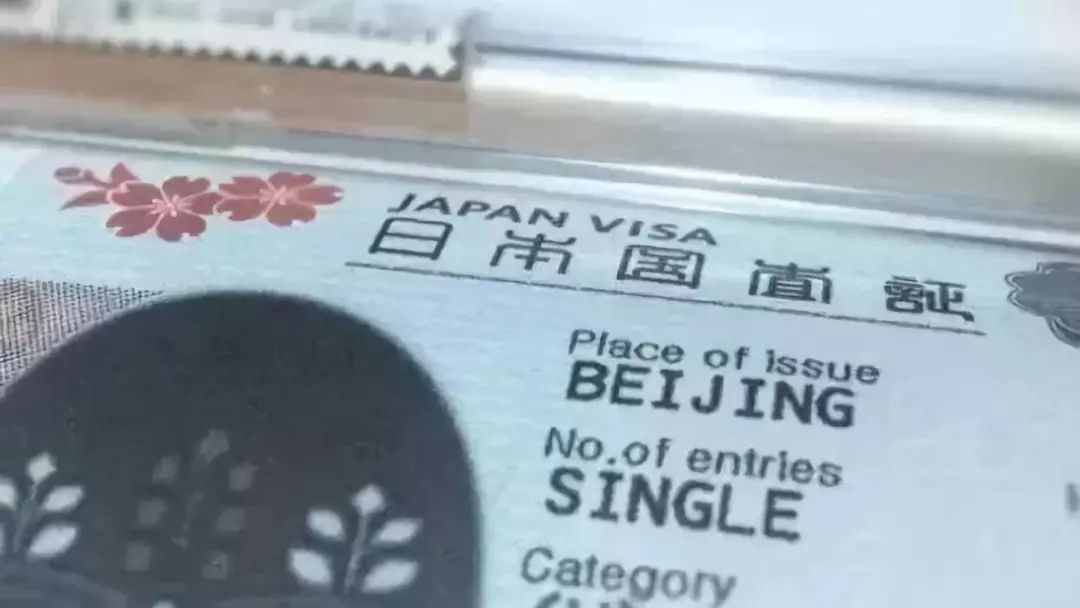 JAPAN VISA
日本国査証
Place of issue
BEIJING
No. of entries
SINGLE
Category